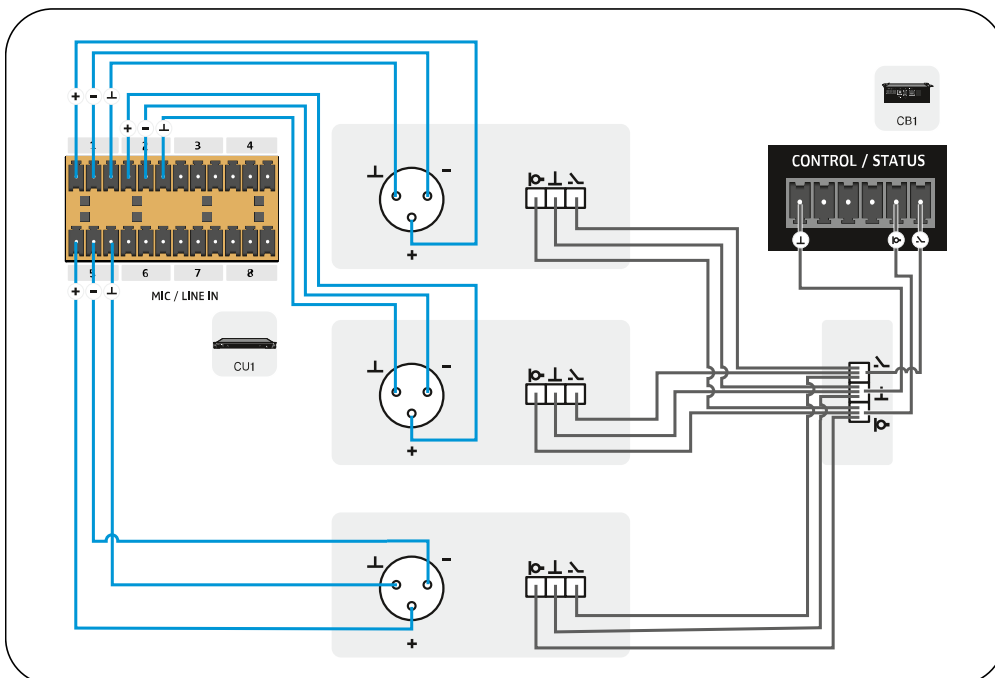 CB1
CONTROL / STATUS
+ - ⊥
+ - ⊥
1 2 3 4
⊥ -
+
5 6 7 8
+ - ⊥
MIC / LINE IN
CU1
⊥ -
+
⊥ -
+